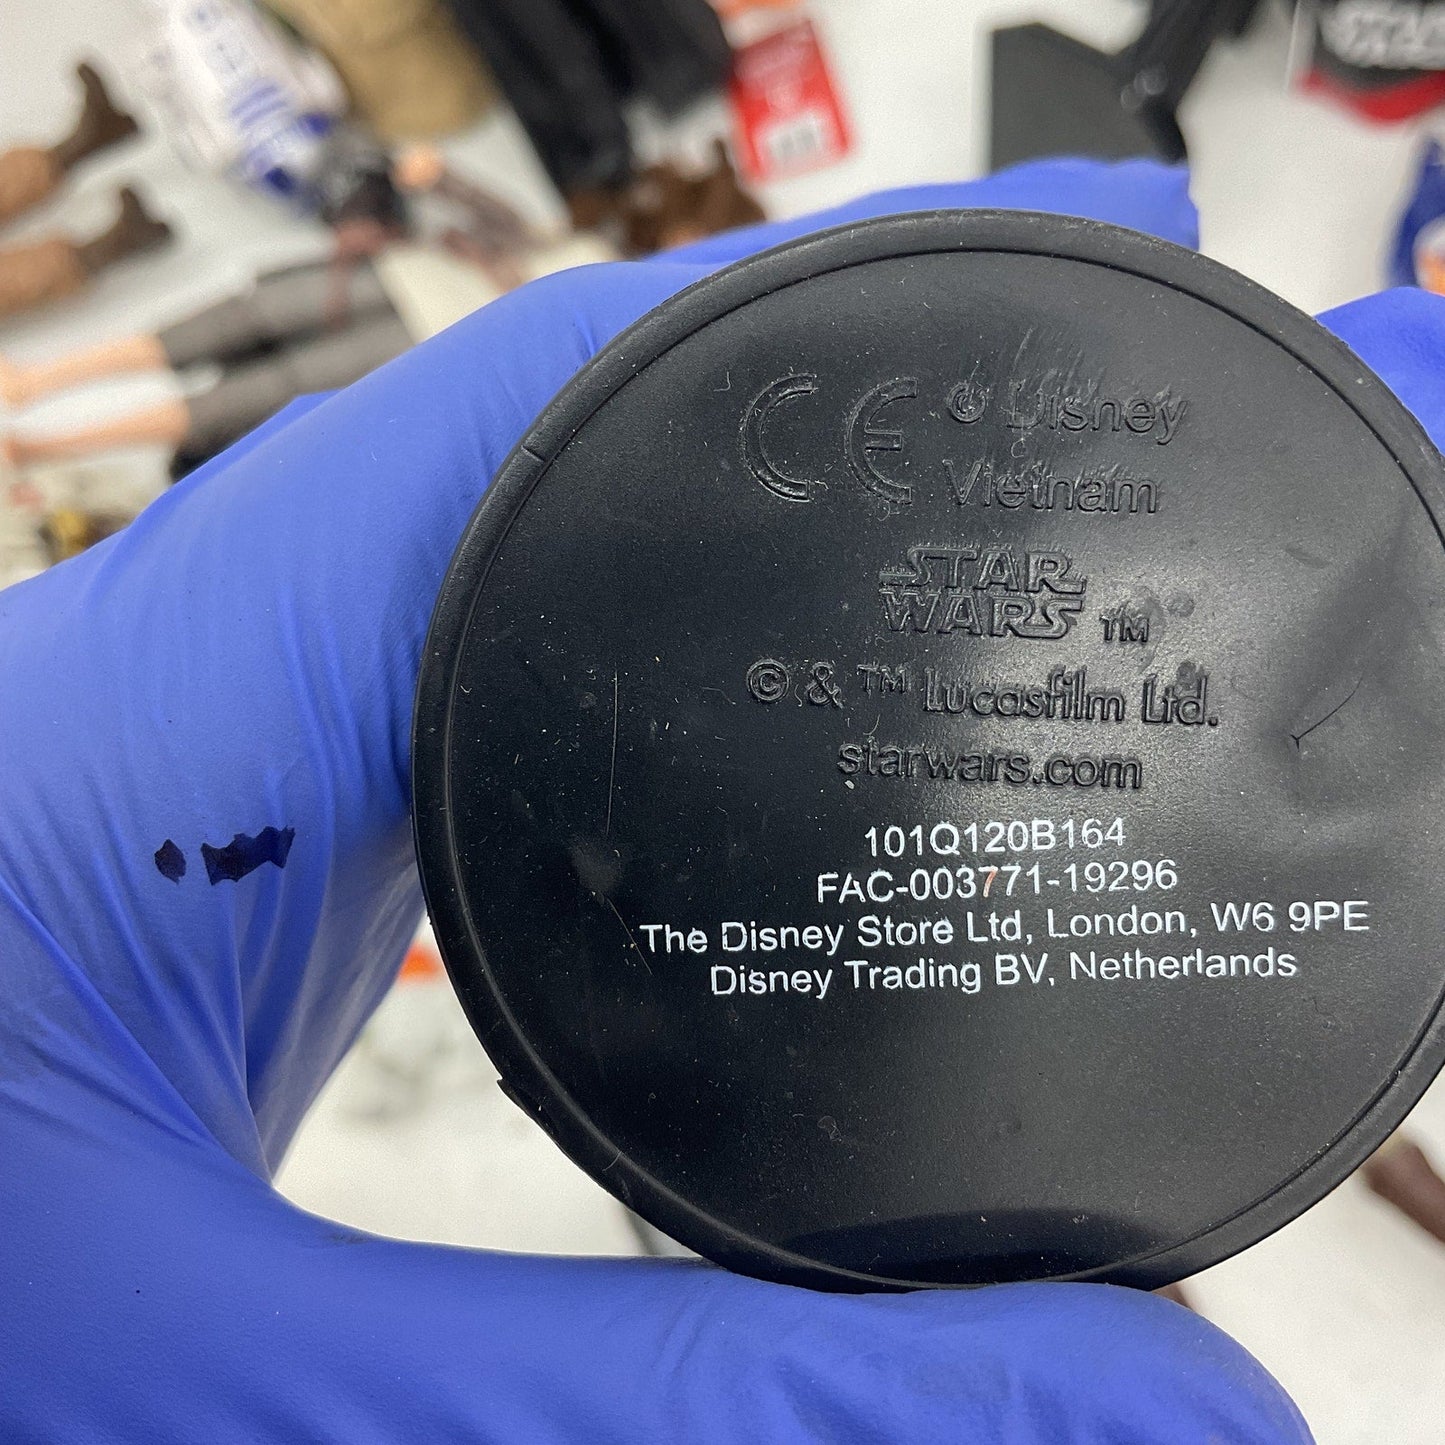 CE © Disney
Vietnam
STAR
WARS ™
© & ™ Lucasfilm Ltd.
starwars.com
101Q120B164
FAC-003771-19296
The Disney Store Ltd, London, W6 9PE
Disney Trading BV, Netherlands